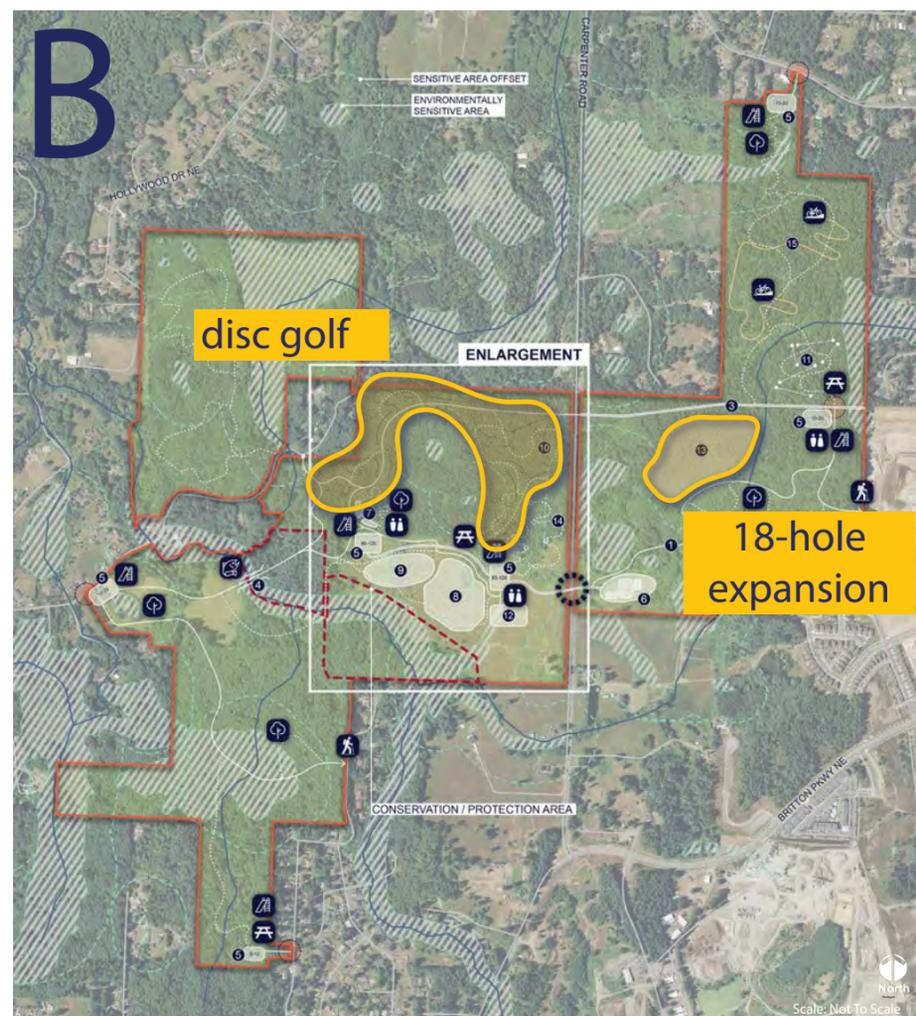 B
SENSITIVE AREA OFFSET
ENVIRONMENTALLY
SENSITIVE AREA
CARPENTER ROAD
HOLLYWOOD DR NE
5
15
disc golf
ENLARGEMENT
11
3
5
10
13
7
14
5
5
1
9
5
4
8
6
12
18-hole
expansion
BRITTON PKWY NE
CONSERVATION / PROTECTION AREA
5
North
Scale: Not To Scale